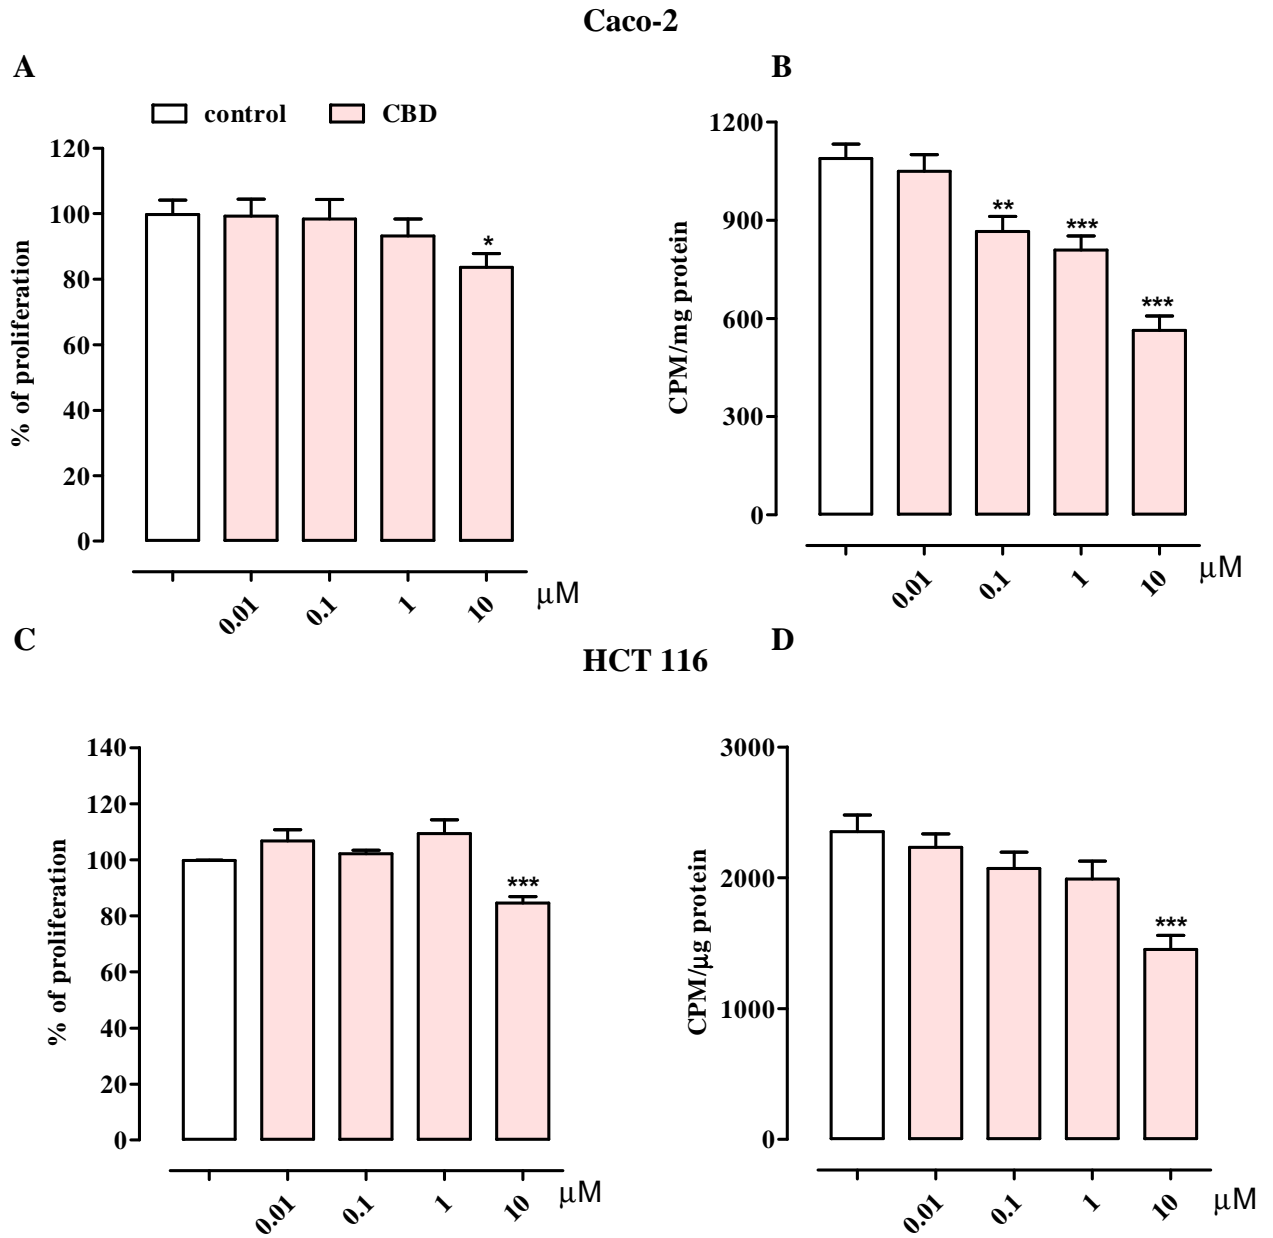 Caco-2
A
control CBD
% of proliferation
120
100
80
60
40
20
0
*
0.01 0.1 1 10 μM
B
CPM/mg protein
1200
900
600
300
0
** *** ***
0.01 0.1 1 10 μM
HCT 116
C
% of proliferation
140
120
100
80
60
40
20
0
***
0.01 0.1 1 10 μM
D
CPM/μg protein
3000
2000
1000
0
***
0.01 0.1 1 10 μM